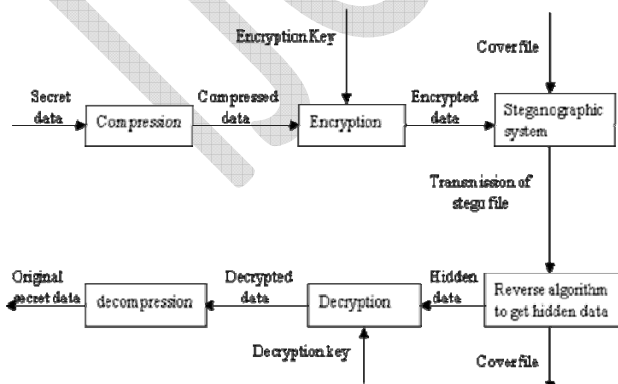 Encryption Key
Cover file
Secret
data
Compression
Compressed
data
Encryption
Encrypted
data
Steganographic
system
Transmission of
stegu file
Original
secret data
decompression
Decrypted
data
Decryption
Hidden
data
Reverse algorithm
to get hidden data
Decryption key
Cover file